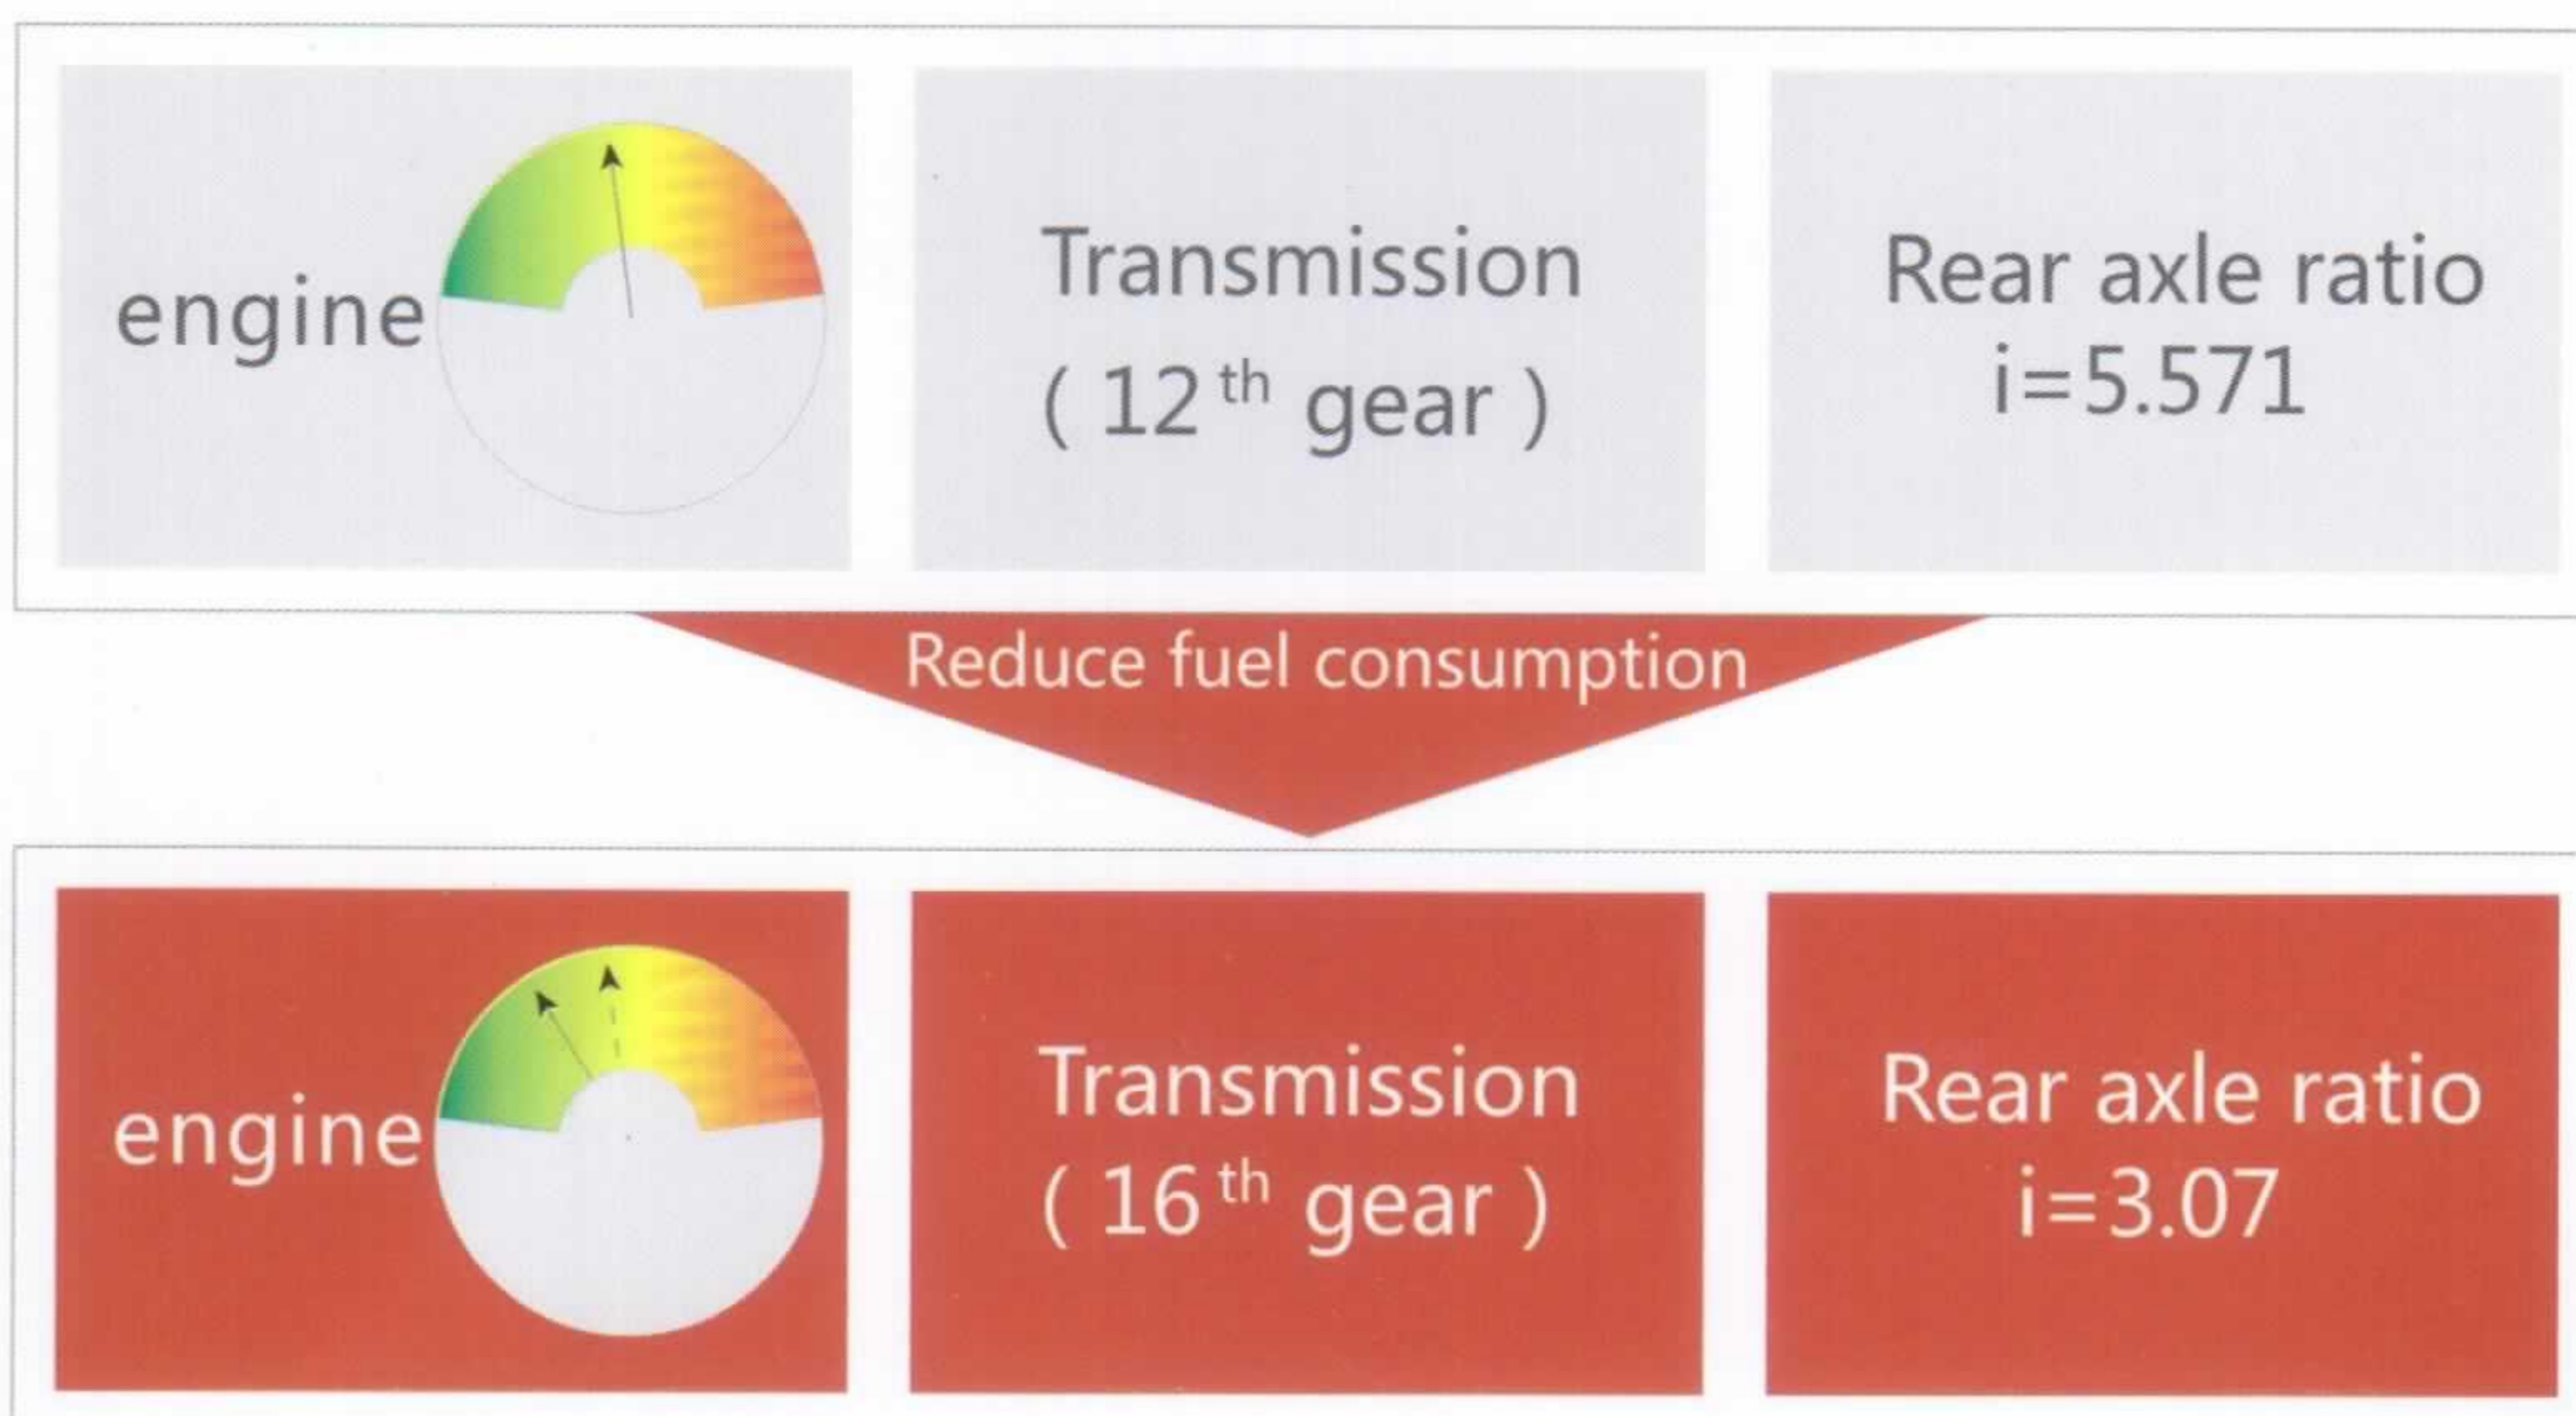 engine
Transmission
( 12 th gear )
Rear axle ratio
i=5.571
Reduce fuel consumption
engine
Transmission
( 16 th gear )
Rear axle ratio
i=3.07